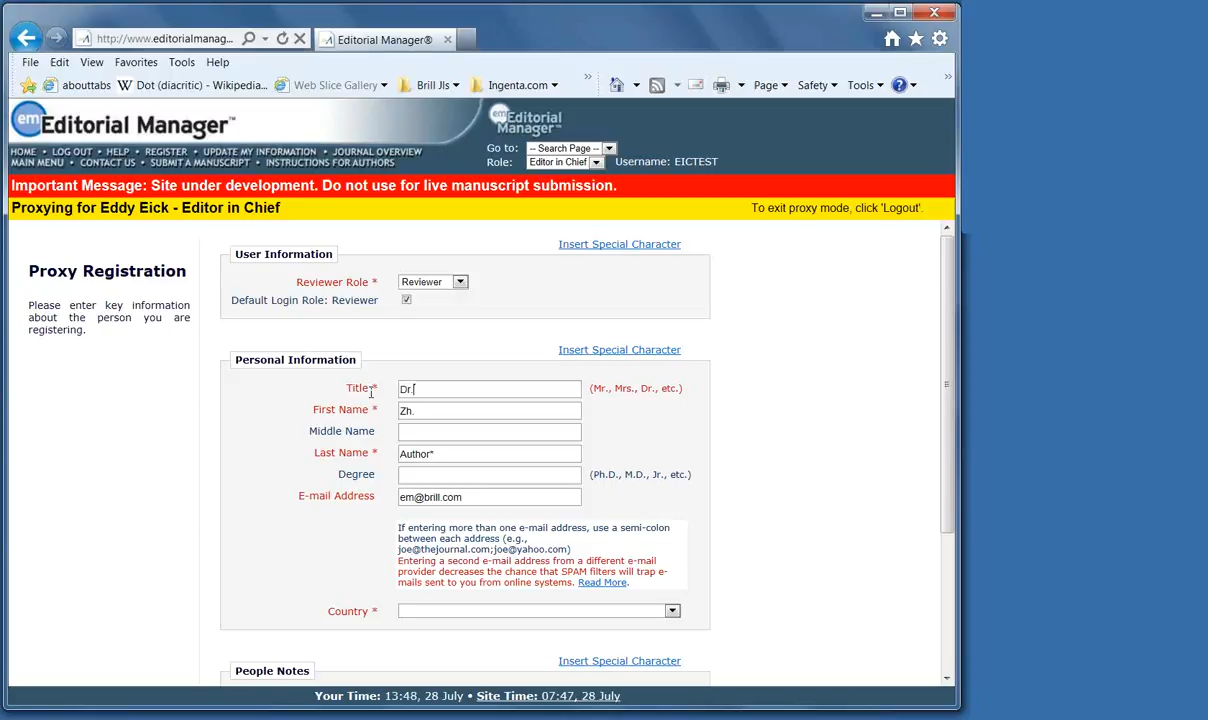 http://www.editorialmanag...
Editorial Manager®
File Edit View Favorites Tools Help
abouttabs Dot (diacritic) - Wikipedia... Web Slice Gallery Brill Jls Ingenta.com Page Safety Tools
em Editorial Manager™
em Editorial Manager™
HOME • LOG OUT • HELP • REGISTER • UPDATE MY INFORMATION • JOURNAL OVERVIEW
MAIN MENU • CONTACT US • SUBMIT A MANUSCRIPT • INSTRUCTIONS FOR AUTHORS
Go to: -- Search Page --
Role: Editor in Chief Username: EICTEST
Important Message: Site under development. Do not use for live manuscript submission.
Proxying for Eddy Eick - Editor in Chief To exit proxy mode, click 'Logout'.
Proxy Registration
Please enter key information
about the person you are
registering.
Insert Special Character
User Information
Reviewer Role * Reviewer
Default Login Role: Reviewer
Insert Special Character
Personal Information
Title * Dr. (Mr., Mrs., Dr., etc.)
First Name * Zh.
Middle Name
Last Name * Author*
Degree (Ph.D., M.D., Jr., etc.)
E-mail Address em@brill.com
If entering more than one e-mail address, use a semi-colon
between each address (e.g.,
joe@thejournal.com;joe@yahoo.com)
Entering a second e-mail address from a different e-mail
provider decreases the chance that SPAM filters will trap e-
mails sent to you from online systems. Read More.
Country *
Insert Special Character
People Notes
Your Time: 13:48, 28 July • Site Time: 07:47, 28 July